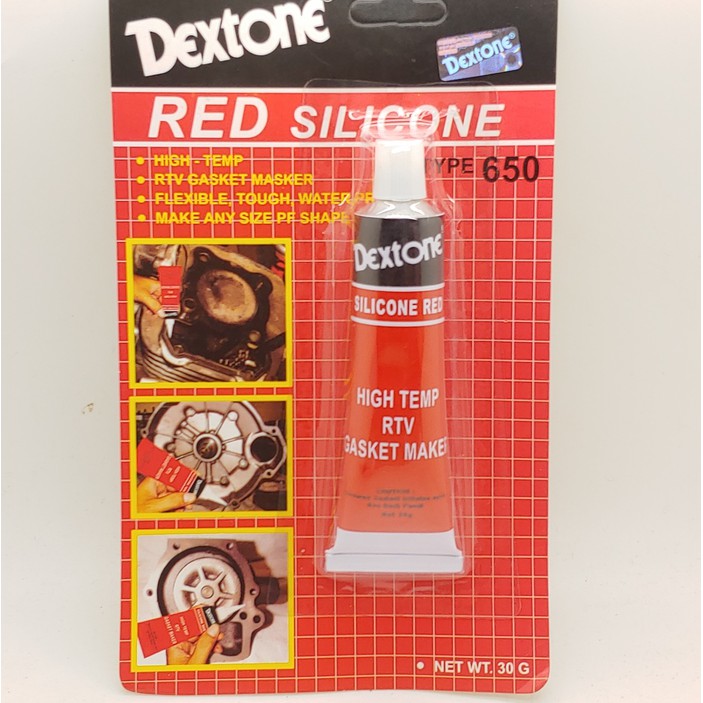 Dextone®
Dextone®
RED SILICONE
TYPE 650
• HIGH - TEMP
• RTV GASKET MASKER
• FLEXIBLE, TOUGH, WATER PR
• MAKE ANY SIZE PF SHAPE
Dextone
SILICONE RED
HIGH TEMP
RTV
GASKET MAKER
• NET WT. 30 G